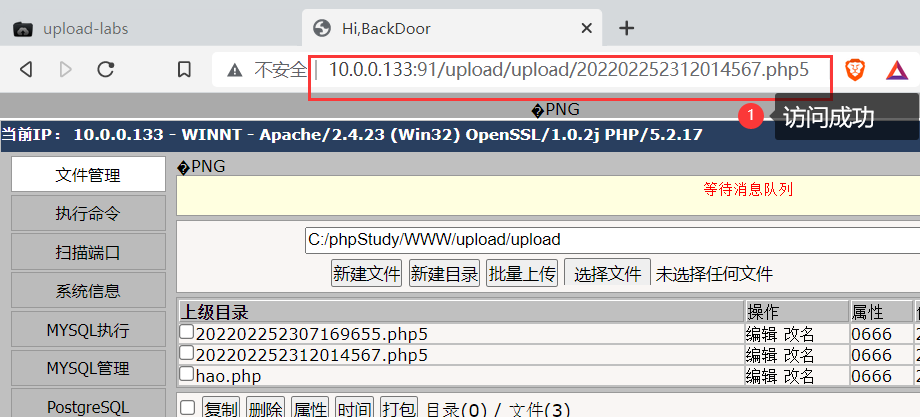 upload-labs
Hi,BackDoor
不安全 10.0.0.133:91/upload/upload/202202252312014567.php5
�PNG
1 访问成功
当前IP: 10.0.0.133 - WINNT - Apache/2.4.23 (Win32) OpenSSL/1.0.2j PHP/5.2.17
文件管理
执行命令
扫描端口
系统信息
MYSQL执行
MYSQL管理
PostgreSQL
�PNG
等待消息队列
C:/phpStudy/WWW/upload/upload
新建文件 新建目录 批量上传 选择文件 未选择任何文件
上级目录 操作 属性
202202252307169655.php5 编辑 改名 0666
202202252312014567.php5 编辑 改名 0666
hao.php 编辑 改名 0666
复制 删除 属性 时间 打包 目录(0) / 文件(3)